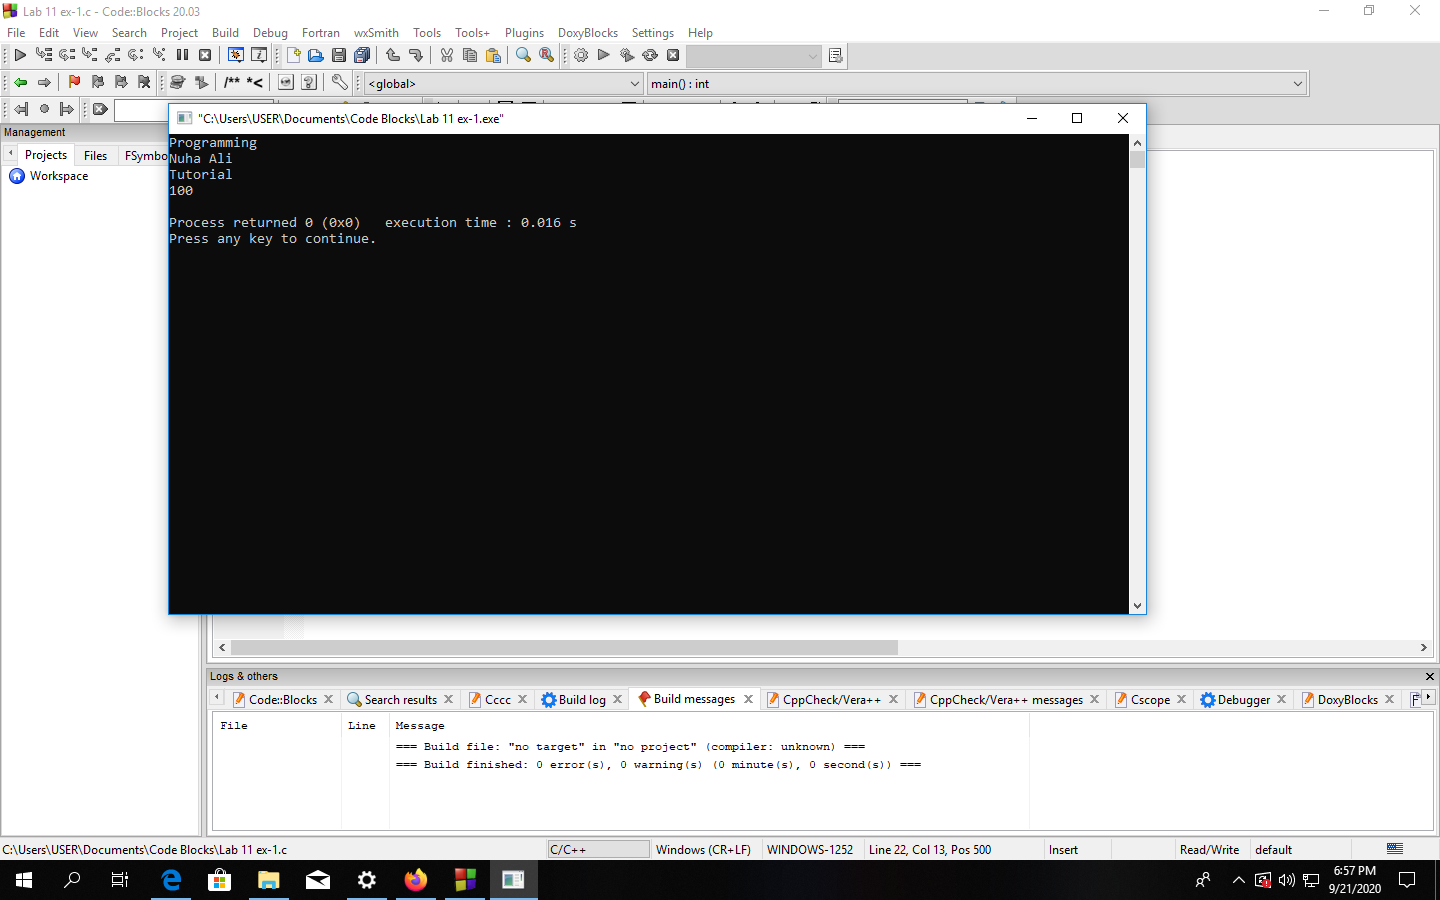 Lab 11 ex-1.c - Code::Blocks 20.03
File Edit View Search Project Build Debug Fortran wxSmith Tools Tools+ Plugins DoxyBlocks Settings Help
/** *<
<global>
main() : int
"C:\Users\USER\Documents\Code Blocks\Lab 11 ex-1.exe"
Programming
Nuha Ali
Tutorial
100
Process returned 0 (0x0)   execution time : 0.016 s
Press any key to continue.
Management
Projects Files FSymbo
Workspace
Logs & others
Code::Blocks Search results Cccc Build log Build messages CppCheck/Vera++ CppCheck/Vera++ messages Cscope Debugger DoxyBlocks F
File Line Message
=== Build file: "no target" in "no project" (compiler: unknown) ===
=== Build finished: 0 error(s), 0 warning(s) (0 minute(s), 0 second(s)) ===
C:\Users\USER\Documents\Code Blocks\Lab 11 ex-1.c C/C++ Windows (CR+LF) WINDOWS-1252 Line 22, Col 13, Pos 500 Insert Read/Write default
6:57 PM
9/21/2020